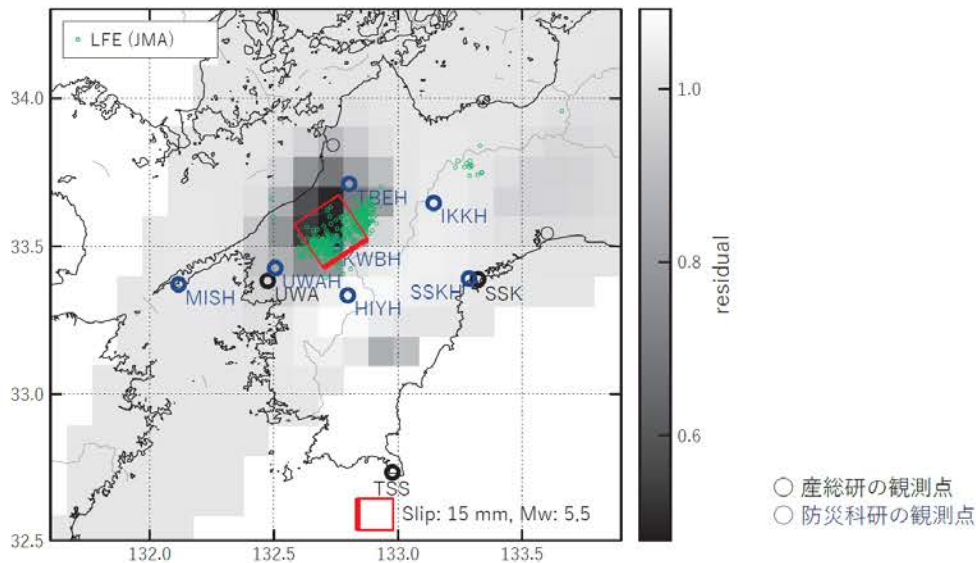 LFE (JMA)
34.0
33.5
33.0
32.5
132.0
132.5
133.0
133.5
TBEH
IKKH
KWBH
UWAH
UWA
MISH
HIYH
SSKH
SSK
TSS
Slip: 15 mm, Mw: 5.5
1.0
0.8
0.6
residual
産総研の観測点
防災科研の観測点